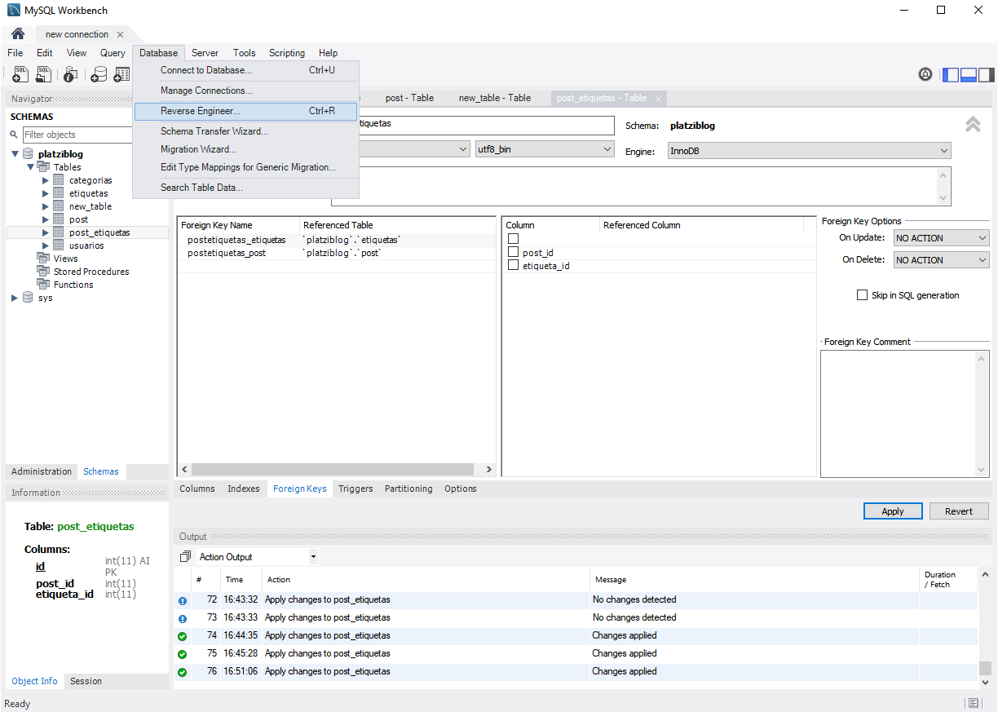 MySQL Workbench
new connection
File Edit View Query Database Server Tools Scripting Help
Connect to Database... Ctrl+U
Manage Connections...
Reverse Engineer... Ctrl+R
Schema Transfer Wizard...
Migration Wizard...
Edit Type Mappings for Generic Migration...
Search Table Data...
Navigator
SCHEMAS
Filter objects
platziblog
Tables
categorias
etiquetas
new_table
post
post_etiquetas
usuarios
Views
Stored Procedures
Functions
sys
Administration Schemas
post - Table new_table - Table post_etiquetas - Table
etiquetas Schema: platziblog
utf8_bin Engine: InnoDB
Foreign Key Name Referenced Table
postetiquetas_etiquetas `platziblog`.`etiquetas`
postetiquetas_post `platziblog`.`post`
Column Referenced Column
post_id
etiqueta_id
Foreign Key Options
On Update: NO ACTION
On Delete: NO ACTION
Skip in SQL generation
Foreign Key Comment
Columns Indexes Foreign Keys Triggers Partitioning Options
Apply Revert
Information
Table: post_etiquetas
Columns:
id int(11) AI
PK
post_id int(11)
etiqueta_id int(11)
Object Info Session
Output
Action Output
# Time Action Message Duration
/ Fetch
72 16:43:32 Apply changes to post_etiquetas No changes detected
73 16:43:33 Apply changes to post_etiquetas No changes detected
74 16:44:35 Apply changes to post_etiquetas Changes applied
75 16:45:28 Apply changes to post_etiquetas Changes applied
76 16:51:06 Apply changes to post_etiquetas Changes applied
Ready